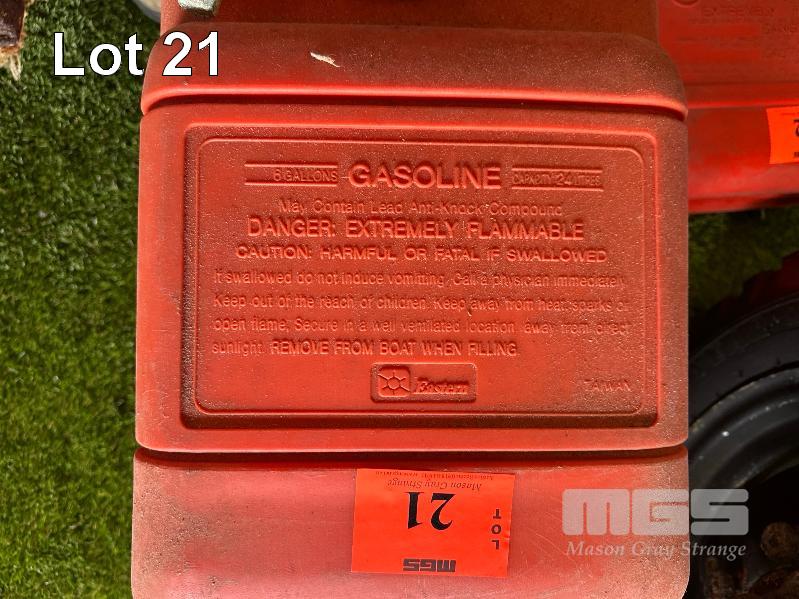 Lot 21
6 GALLONS GASOLINE CAPACITY 24 LITRES
May Contain Lead Anti-Knock Compound
DANGER: EXTREMELY FLAMMABLE
CAUTION: HARMFUL OR FATAL IF SWALLOWED
If swallowed do not induce vomitting. Call a physician immediately.
Keep out of the reach of children. Keep away from heat, sparks or
open flame, Secure in a well ventilated location, away from direct
sunlight. REMOVE FROM BOAT WHEN FILLING.
Eastern
TAIWAN
Mason Gray Strange
21
LOT
MGS
MGS
Mason Gray Strange